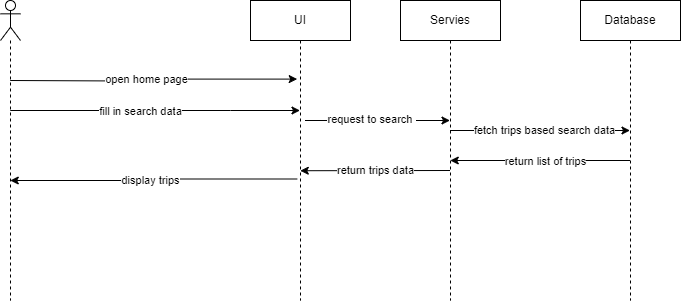 UI
Servies
Database
open home page
fill in search data
request to search
fetch trips based search data
return list of trips
return trips data
display trips